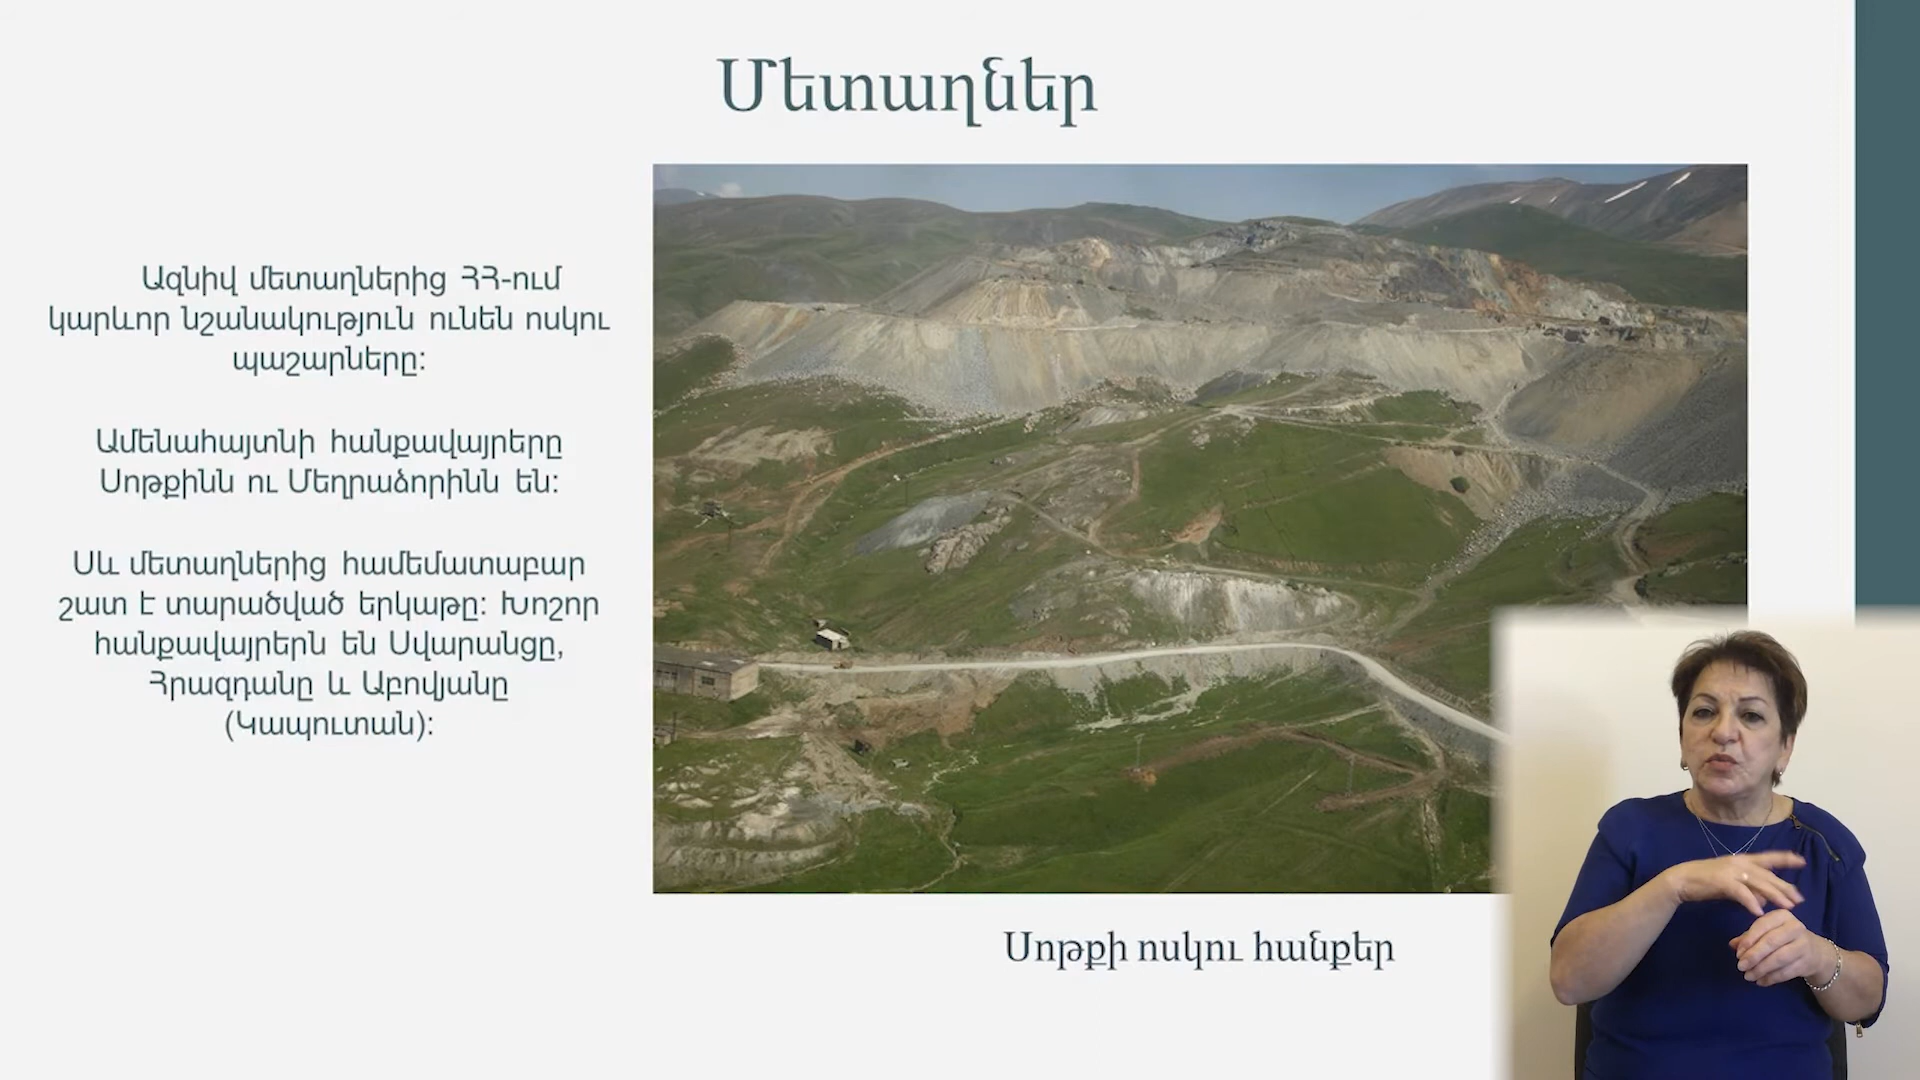 Մետաղներ
Ազնիվ մետաղներից ՀՀ-ում
կարևոր նշանակություն ունեն ոսկու
պաշարները:
Ամենահայտնի հանքավայրերը
Սոթքինն ու Մեղրաձորինն են:
Սև մետաղներից համեմատաբար
շատ է տարածված երկաթը: Խոշոր
հանքավայրերն են Սվարանցը,
Հրազդանը և Աբովյանը
(Կապուտան):
Սոթքի ոսկու հանքեր